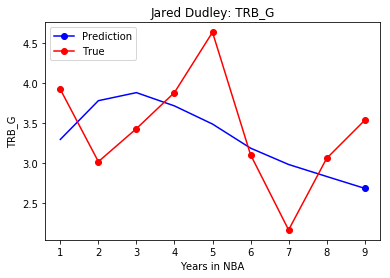 Jared Dudley: TRB_G
Prediction
True
TRB_G
4.5
4.0
3.5
3.0
2.5
1 2 3 4 5 6 7 8 9
Years in NBA